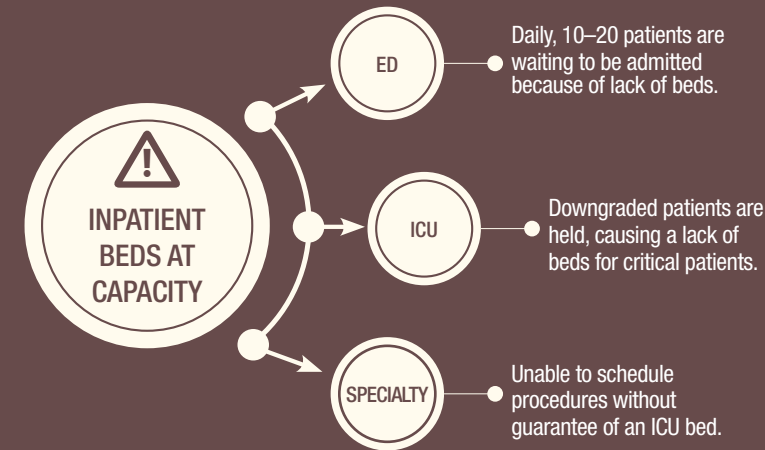 INPATIENT
BEDS AT
CAPACITY
ED
Daily, 10–20 patients are
waiting to be admitted
because of lack of beds.
ICU
Downgraded patients are
held, causing a lack of
beds for critical patients.
SPECIALTY
Unable to schedule
procedures without
guarantee of an ICU bed.